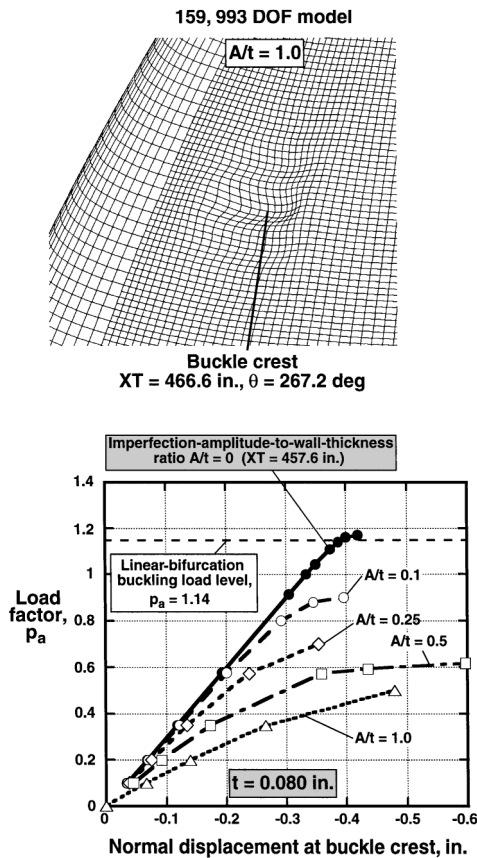 159, 993 DOF model
A/t = 1.0
Buckle crest
XT = 466.6 in., θ = 267.2 deg
Imperfection-amplitude-to-wall-thickness
ratio A/t = 0 (XT = 457.6 in.)
1.4
1.2
1
0.8
0.6
0.4
0.2
0
Load
factor,
pa
Linear-bifurcation
buckling load level,
pa = 1.14
A/t = 0.1
A/t = 0.25
A/t = 0.5
A/t = 1.0
t = 0.080 in.
0 -0.1 -0.2 -0.3 -0.4 -0.5 -0.6
Normal displacement at buckle crest, in.